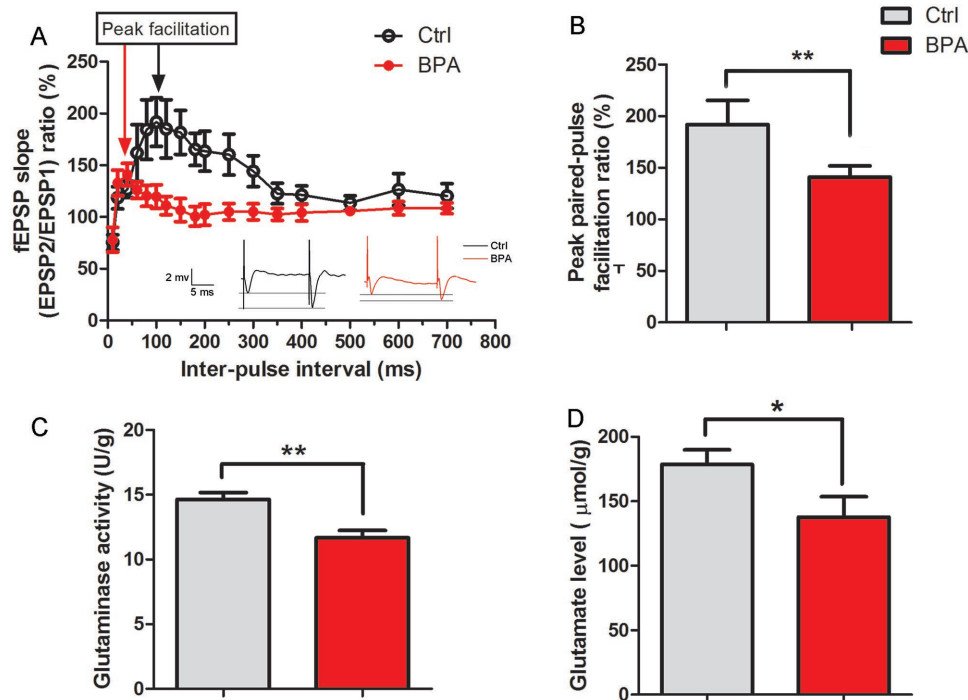 A
Peak facilitation
Ctrl
BPA
fEPSP slope
(EPSP2/EPSP1) ratio (%)
250
200
150
100
50
0
2 mv
5 ms
Ctrl
BPA
0 100 200 300 400 500 600 700 800
Inter-pulse interval (ms)
B
Ctrl
BPA
Peak paired-pulse
facilitation ratio (%)
250
200
150
100
50
0
**
C
Glutaminase activity (U/g)
20
15
10
5
0
**
D
Glutamate level ( μmol/g)
200
150
100
50
0
*